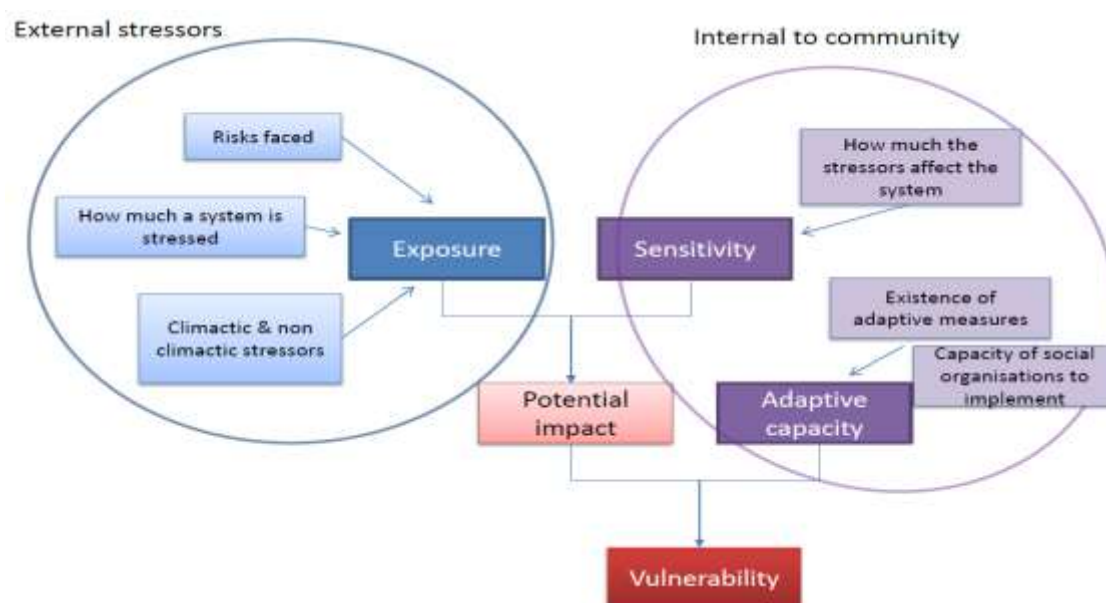 External stressors
Internal to community
Risks faced
How much a system is
stressed
Exposure
Climactic & non
climactic stressors
How much the
stressors affect the
system
Sensitivity
Existence of
adaptive measures
Capacity of social
organisations to
implement
Potential
impact
Adaptive
capacity
Vulnerability